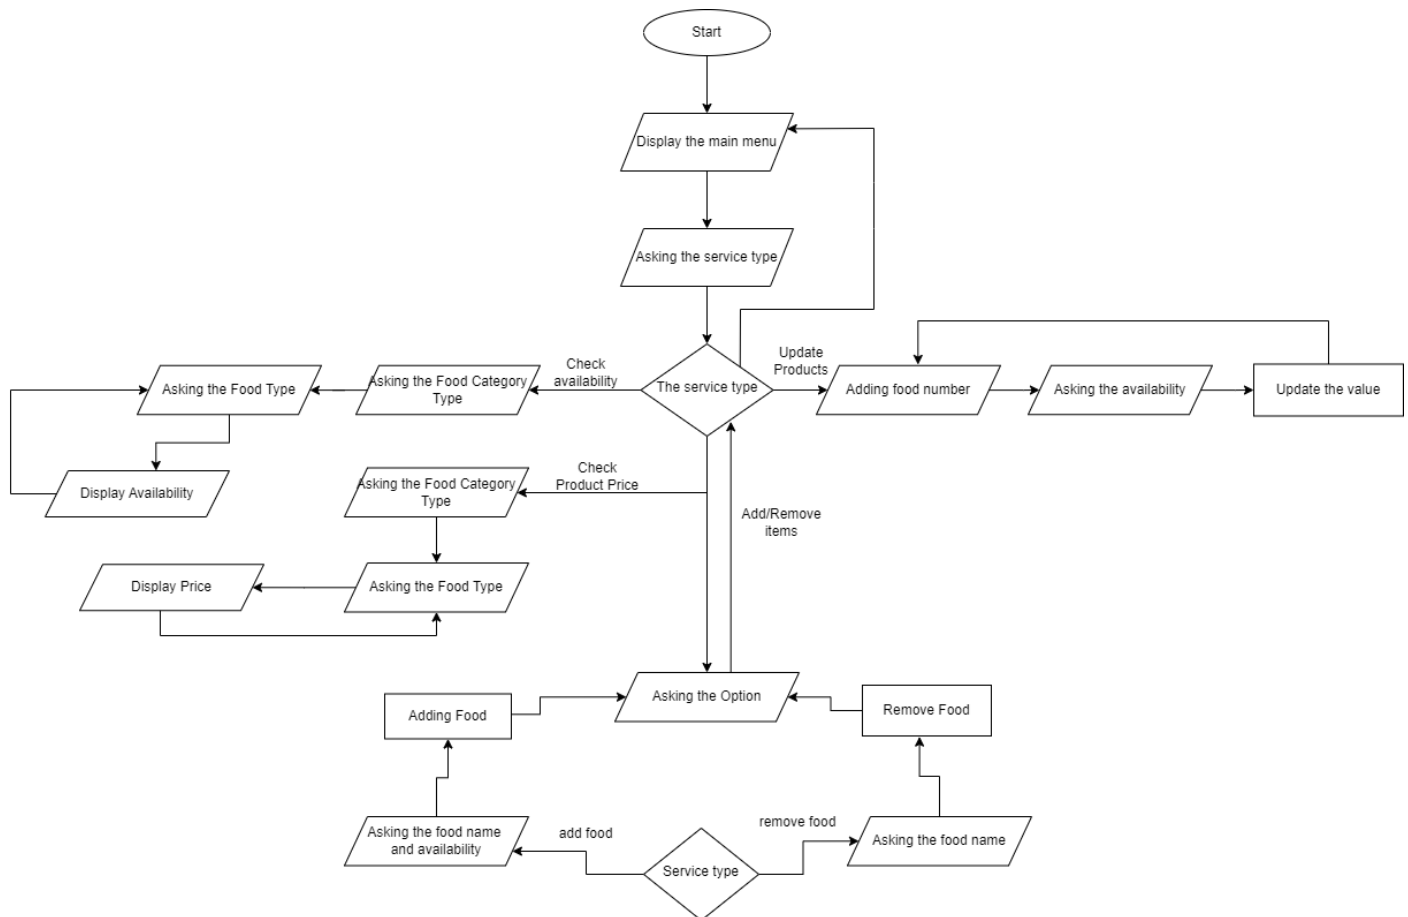 Start
Display the main menu
Asking the service type
Check
availability
Update
Products
Asking the Food Type
Asking the Food Category
Type
The service type
Adding food number
Asking the availability
Update the value
Display Availability
Asking the Food Category
Type
Check
Product Price
Add/Remove
items
Display Price
Asking the Food Type
Adding Food
Asking the Option
Remove Food
Asking the food name
and availability
add food
Service type
remove food
Asking the food name